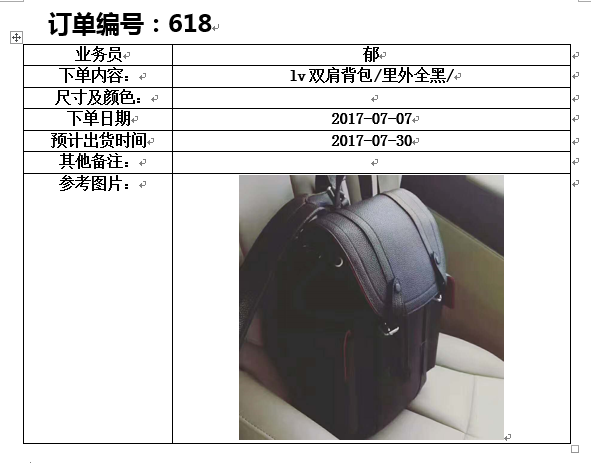 订单编号：618
业务员 郁
下单内容： lv双肩背包/里外全黑/
尺寸及颜色：
下单日期 2017-07-07
预计出货时间 2017-07-30
其他备注：
参考图片：